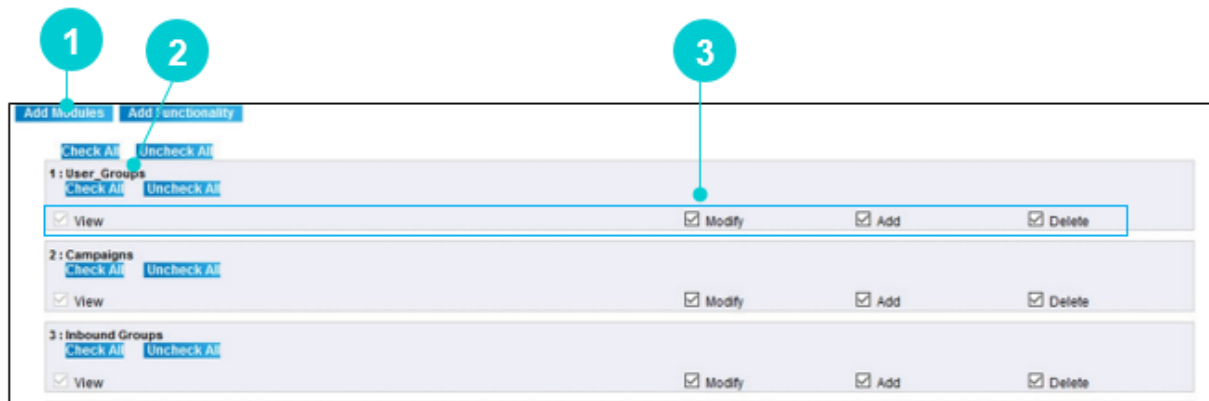 1
2
3
Add Modules Add Functionality
Check All Uncheck All
1 : User_Groups
Check All Uncheck All
View Modify Add Delete
2 : Campaigns
Check All Uncheck All
View Modify Add Delete
3 : Inbound Groups
Check All Uncheck All
View Modify Add Delete